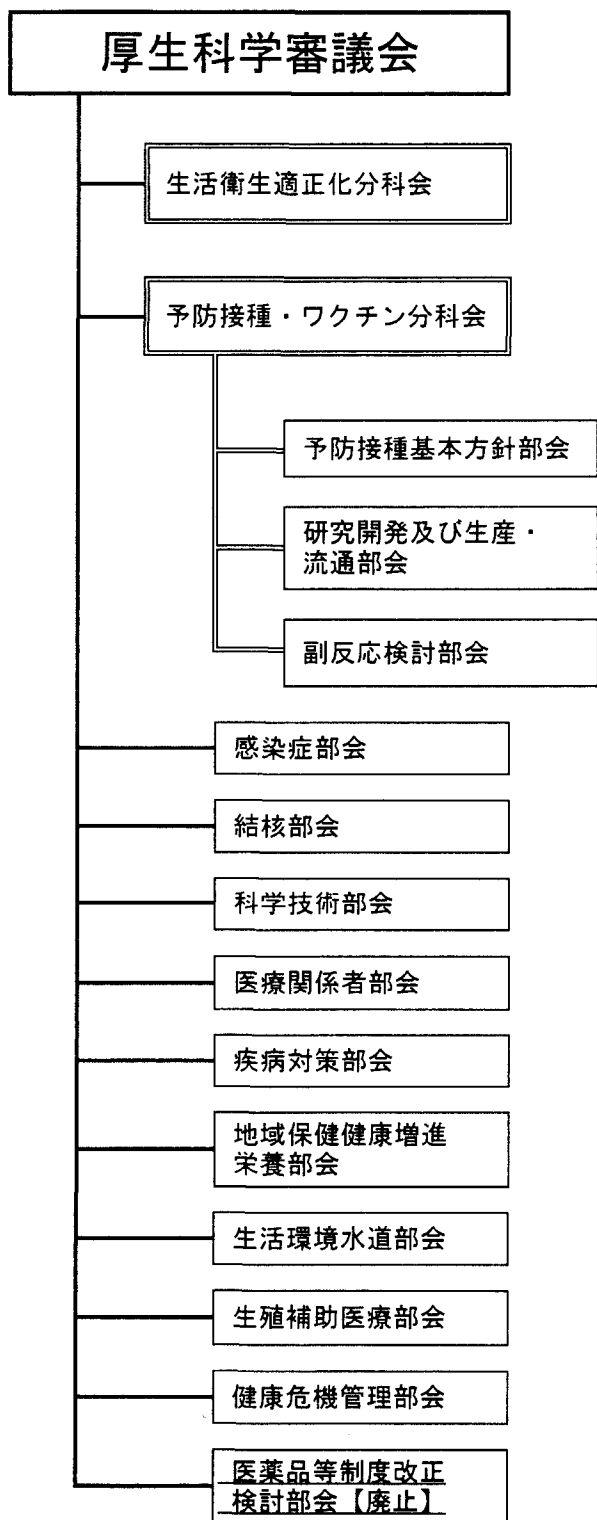 厚生科学審議会
生活衛生適正化分科会
予防接種・ワクチン分科会
予防接種基本方針部会
研究開発及び生産・
流通部会
副反応検討部会
感染症部会
結核部会
科学技術部会
医療関係者部会
疾病対策部会
地域保健健康増進
栄養部会
生活環境水道部会
生殖補助医療部会
健康危機管理部会
医薬品等制度改正
検討部会【廃止】